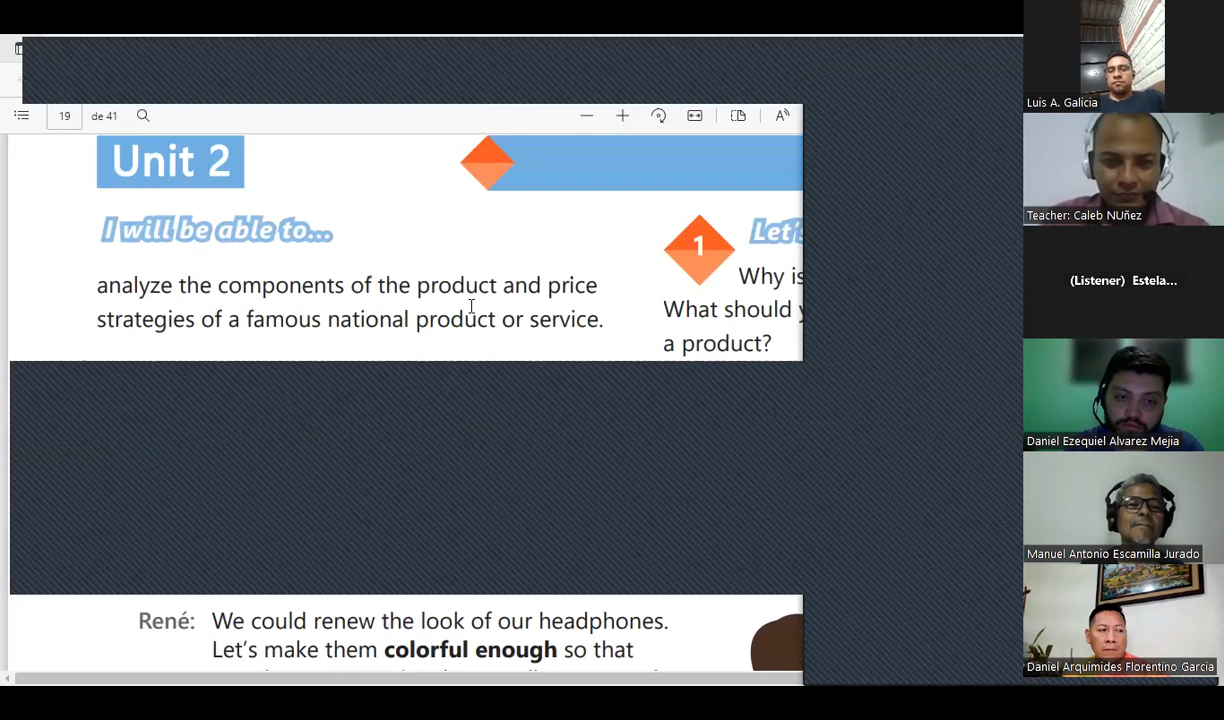 19 de 41
Unit 2
I will be able to...
analyze the components of the product and price
strategies of a famous national product or service.
1
Let's
Why is
What should
a product?
René: We could renew the look of our headphones.
Let's make them colorful enough so that
Luis A. Galicia
Teacher: Caleb NUñez
(Listener) Estela...
Daniel Ezequiel Alvarez Mejia
Manuel Antonio Escamilla Jurado
Daniel Arquimides Florentino Garcia